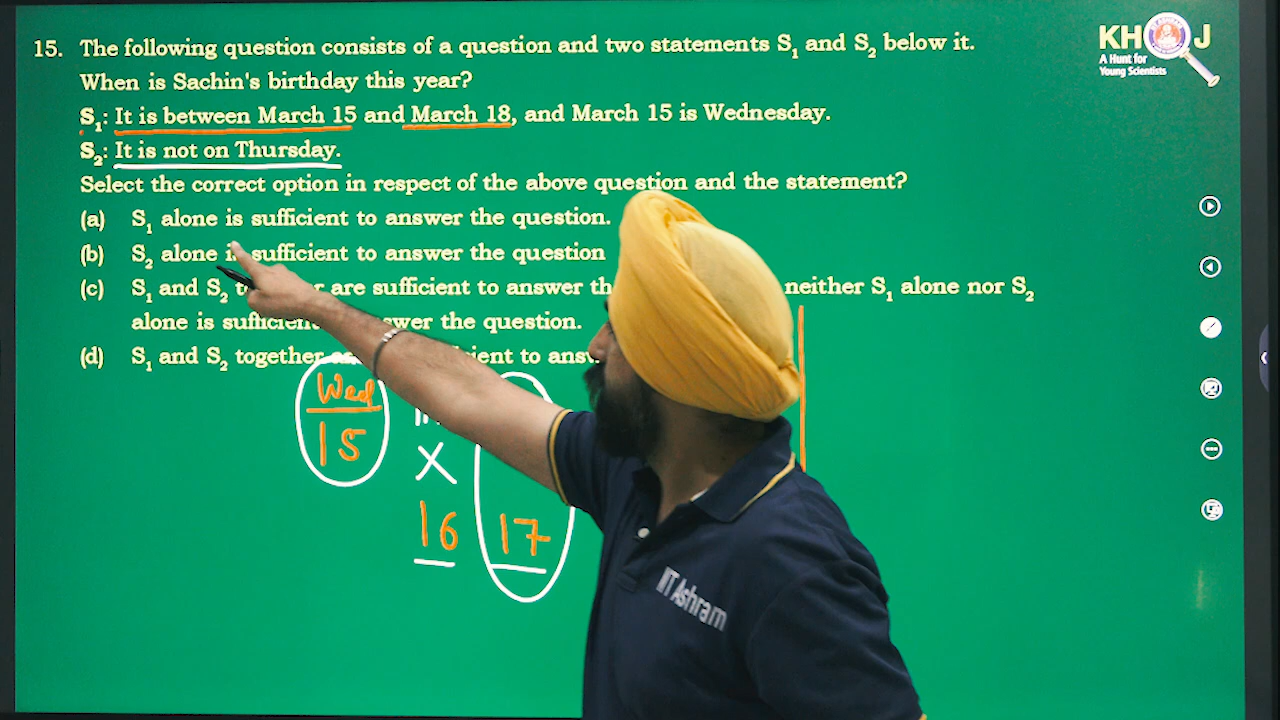 15. The following question consists of a question and two statements S₁ and S₂ below it.
When is Sachin's birthday this year?
S₁: It is between March 15 and March 18, and March 15 is Wednesday.
S₂: It is not on Thursday.
Select the correct option in respect of the above question and the statement?
(a) S₁ alone is sufficient to answer the question.
(b) S₂ alone is sufficient to answer the question
(c) S₁ and S₂ are sufficient to answer neither S₁ alone nor S₂
alone is sufficient answer the question.
(d) S₁ and S₂ together
Wed
15
X
16 17
KHOJ
A Hunt for
Young Scientists
IIT Ashram